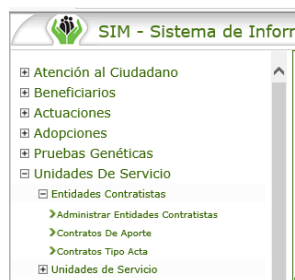 SIM - Sistema de Infor
Atención al Ciudadano
Beneficiarios
Actuaciones
Adopciones
Pruebas Genéticas
Unidades De Servicio
Entidades Contratistas
Administrar Entidades Contratistas
Contratos De Aporte
Contratos Tipo Acta
Unidades de Servicio